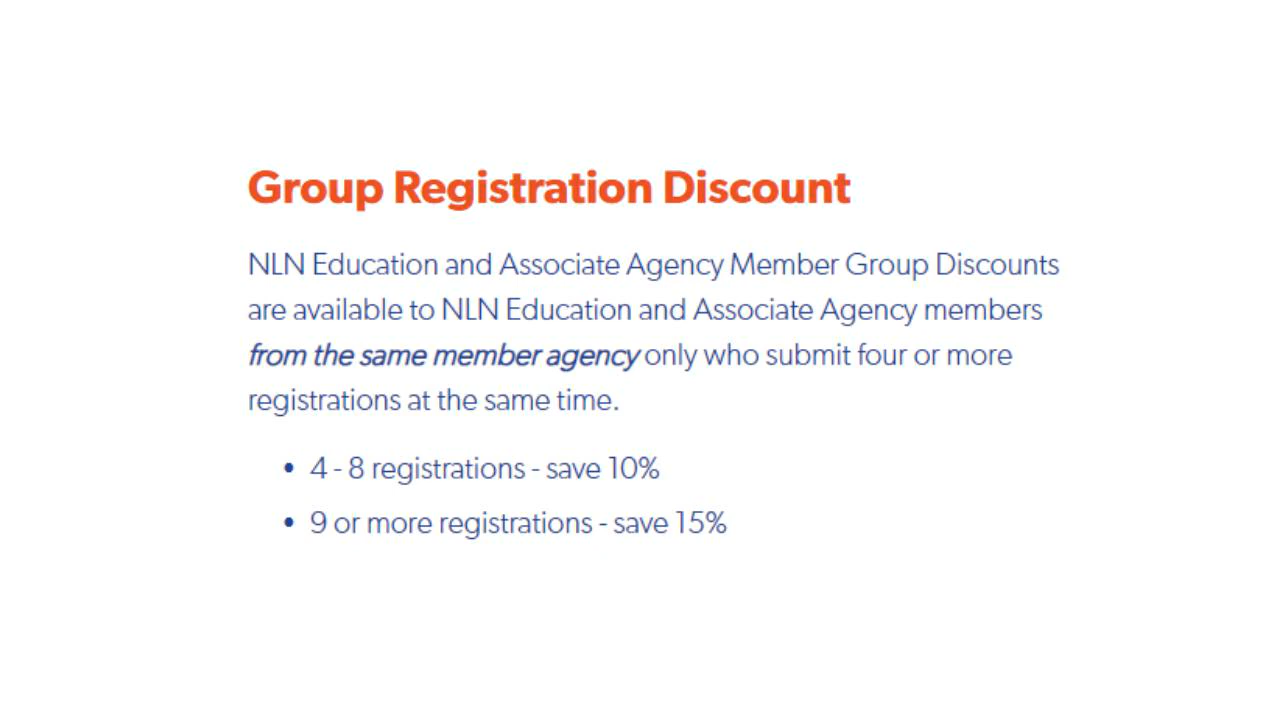 Group Registration Discount
NLN Education and Associate Agency Member Group Discounts
are available to NLN Education and Associate Agency members
from the same member agency only who submit four or more
registrations at the same time.
• 4 - 8 registrations - save 10%
• 9 or more registrations - save 15%